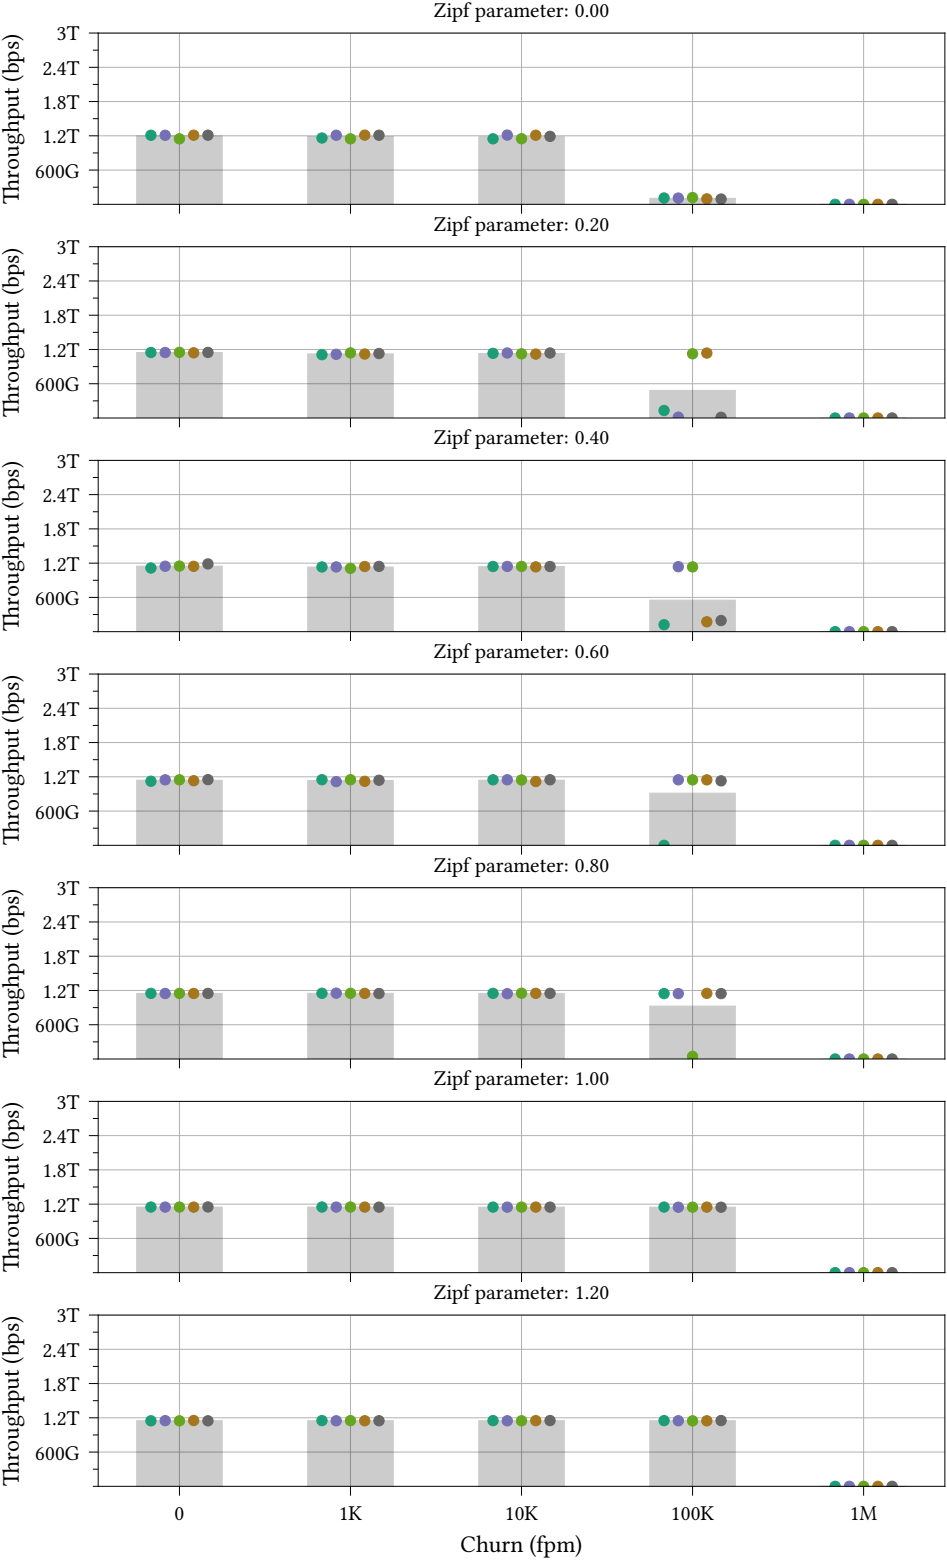 Zipf parameter: 0.00
Throughput (bps)
3T
2.4T
1.8T
1.2T
600G
Zipf parameter: 0.20
Throughput (bps)
3T
2.4T
1.8T
1.2T
600G
Zipf parameter: 0.40
Throughput (bps)
3T
2.4T
1.8T
1.2T
600G
Zipf parameter: 0.60
Throughput (bps)
3T
2.4T
1.8T
1.2T
600G
Zipf parameter: 0.80
Throughput (bps)
3T
2.4T
1.8T
1.2T
600G
Zipf parameter: 1.00
Throughput (bps)
3T
2.4T
1.8T
1.2T
600G
Zipf parameter: 1.20
Throughput (bps)
3T
2.4T
1.8T
1.2T
600G
0 1K 10K 100K 1M
Churn (fpm)